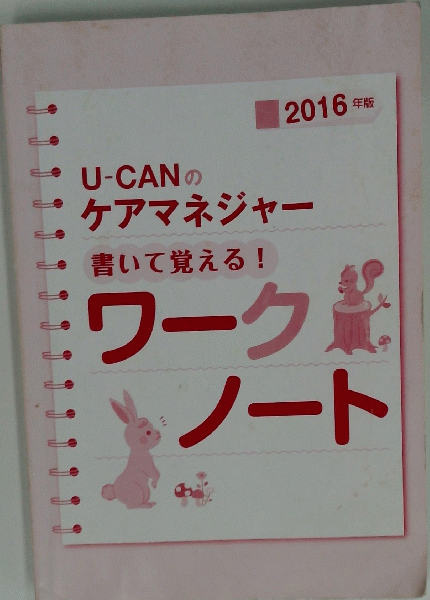 2016年版
U-CANの
ケアマネジャー
書いて覚える!
ワーク
ノート